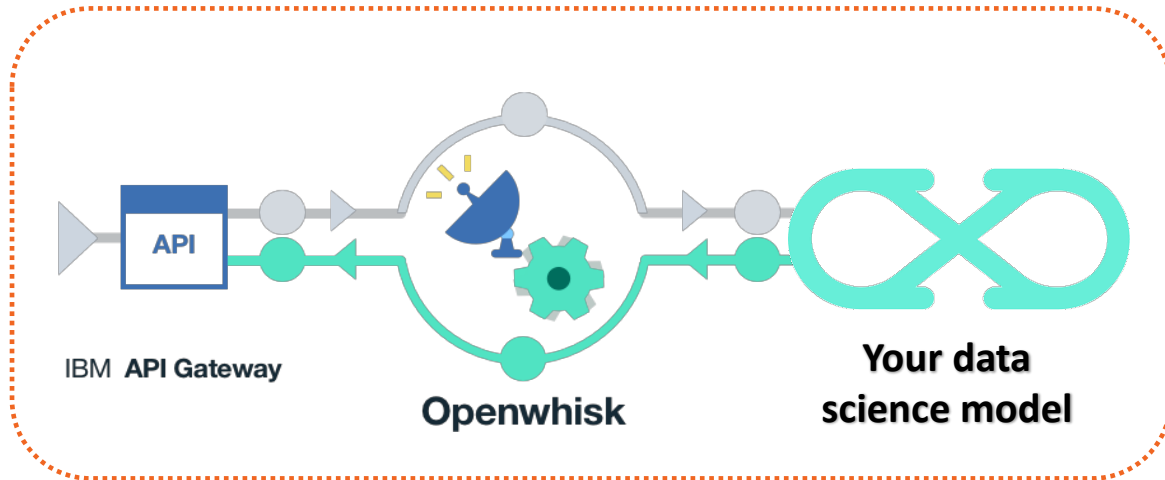 API
IBM API Gateway
Openwhisk
Your data
science model